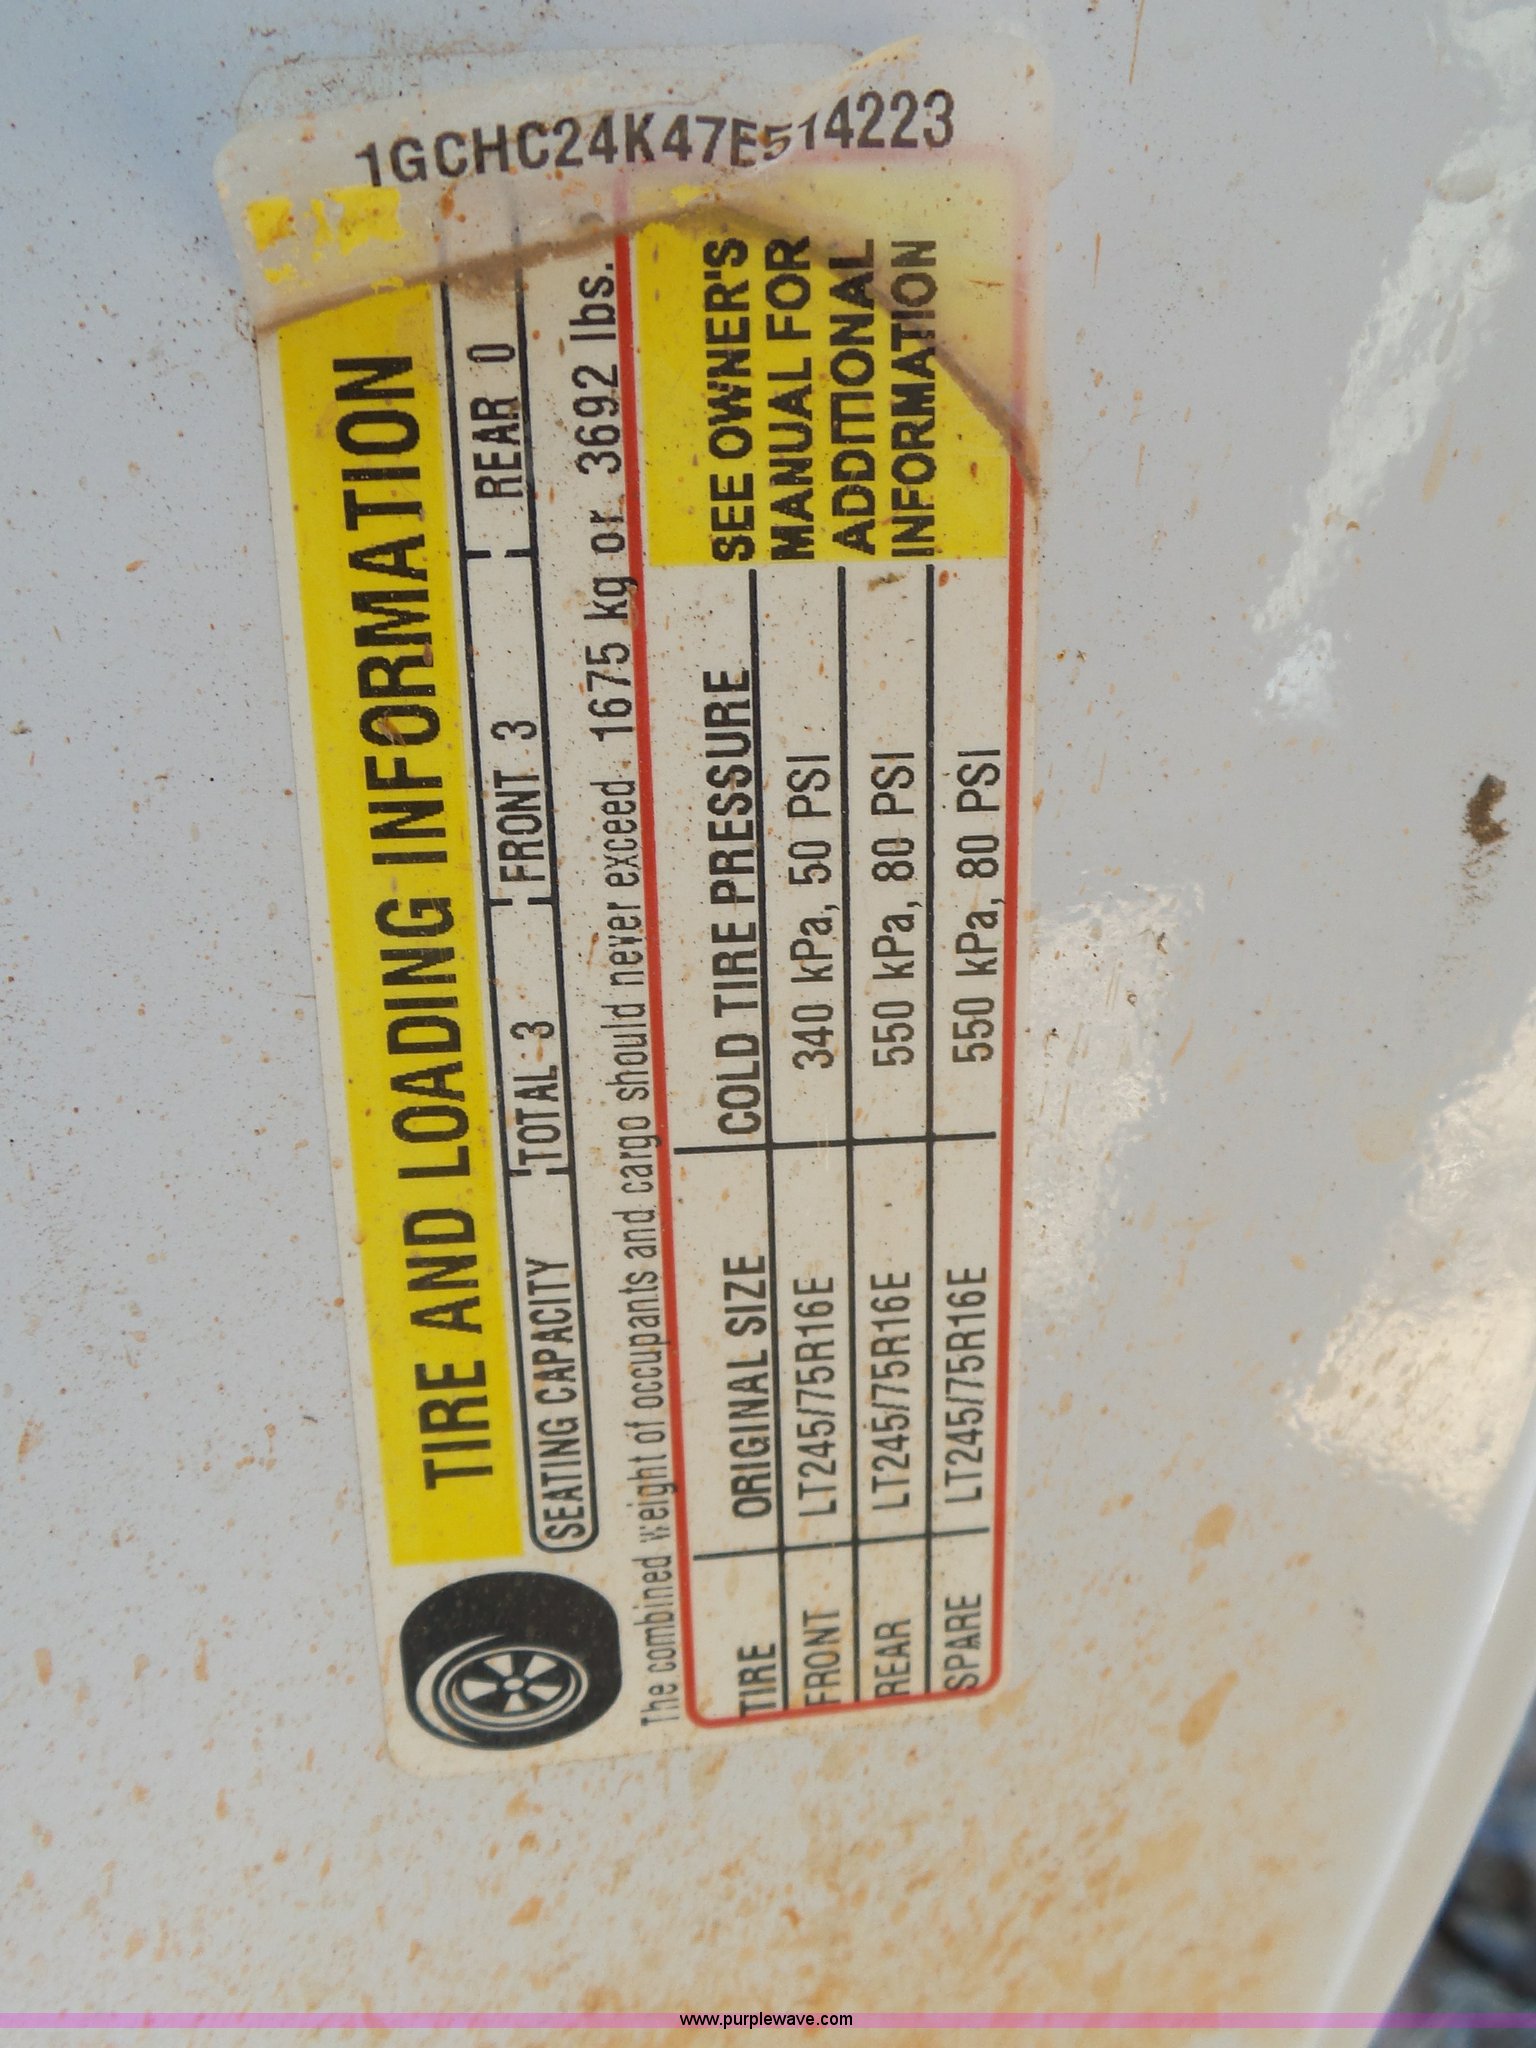 TIRE AND LOADING INFORMATION
SEATING CAPACITY TOTAL 3 FRONT 3 REAR 0
The combined weight of occupants and cargo should never exceed 1675 kg or 3692 lbs.
TIRE ORIGINAL SIZE COLD TIRE PRESSURE
FRONT LT245/75R16E 340 kPa, 50 PSI
REAR LT245/75R16E 550 kPa, 80 PSI
SPARE LT245/75R16E 550 kPa, 80 PSI
SEE OWNER'S
MANUAL FOR
ADDITIONAL
INFORMATION
1GCHC24K47E514223
www.purplewave.com